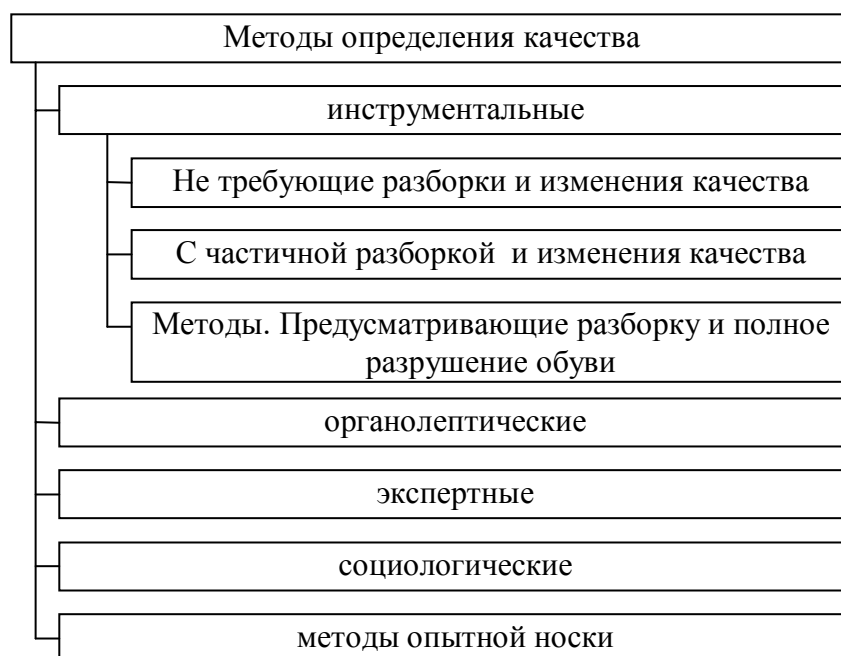 Методы определения качества
инструментальные
Не требующие разборки и изменения качества
С частичной разборкой и изменения качества
Методы. Предусматривающие разборку и полное
разрушение обуви
органолептические
экспертные
социологические
методы опытной носки